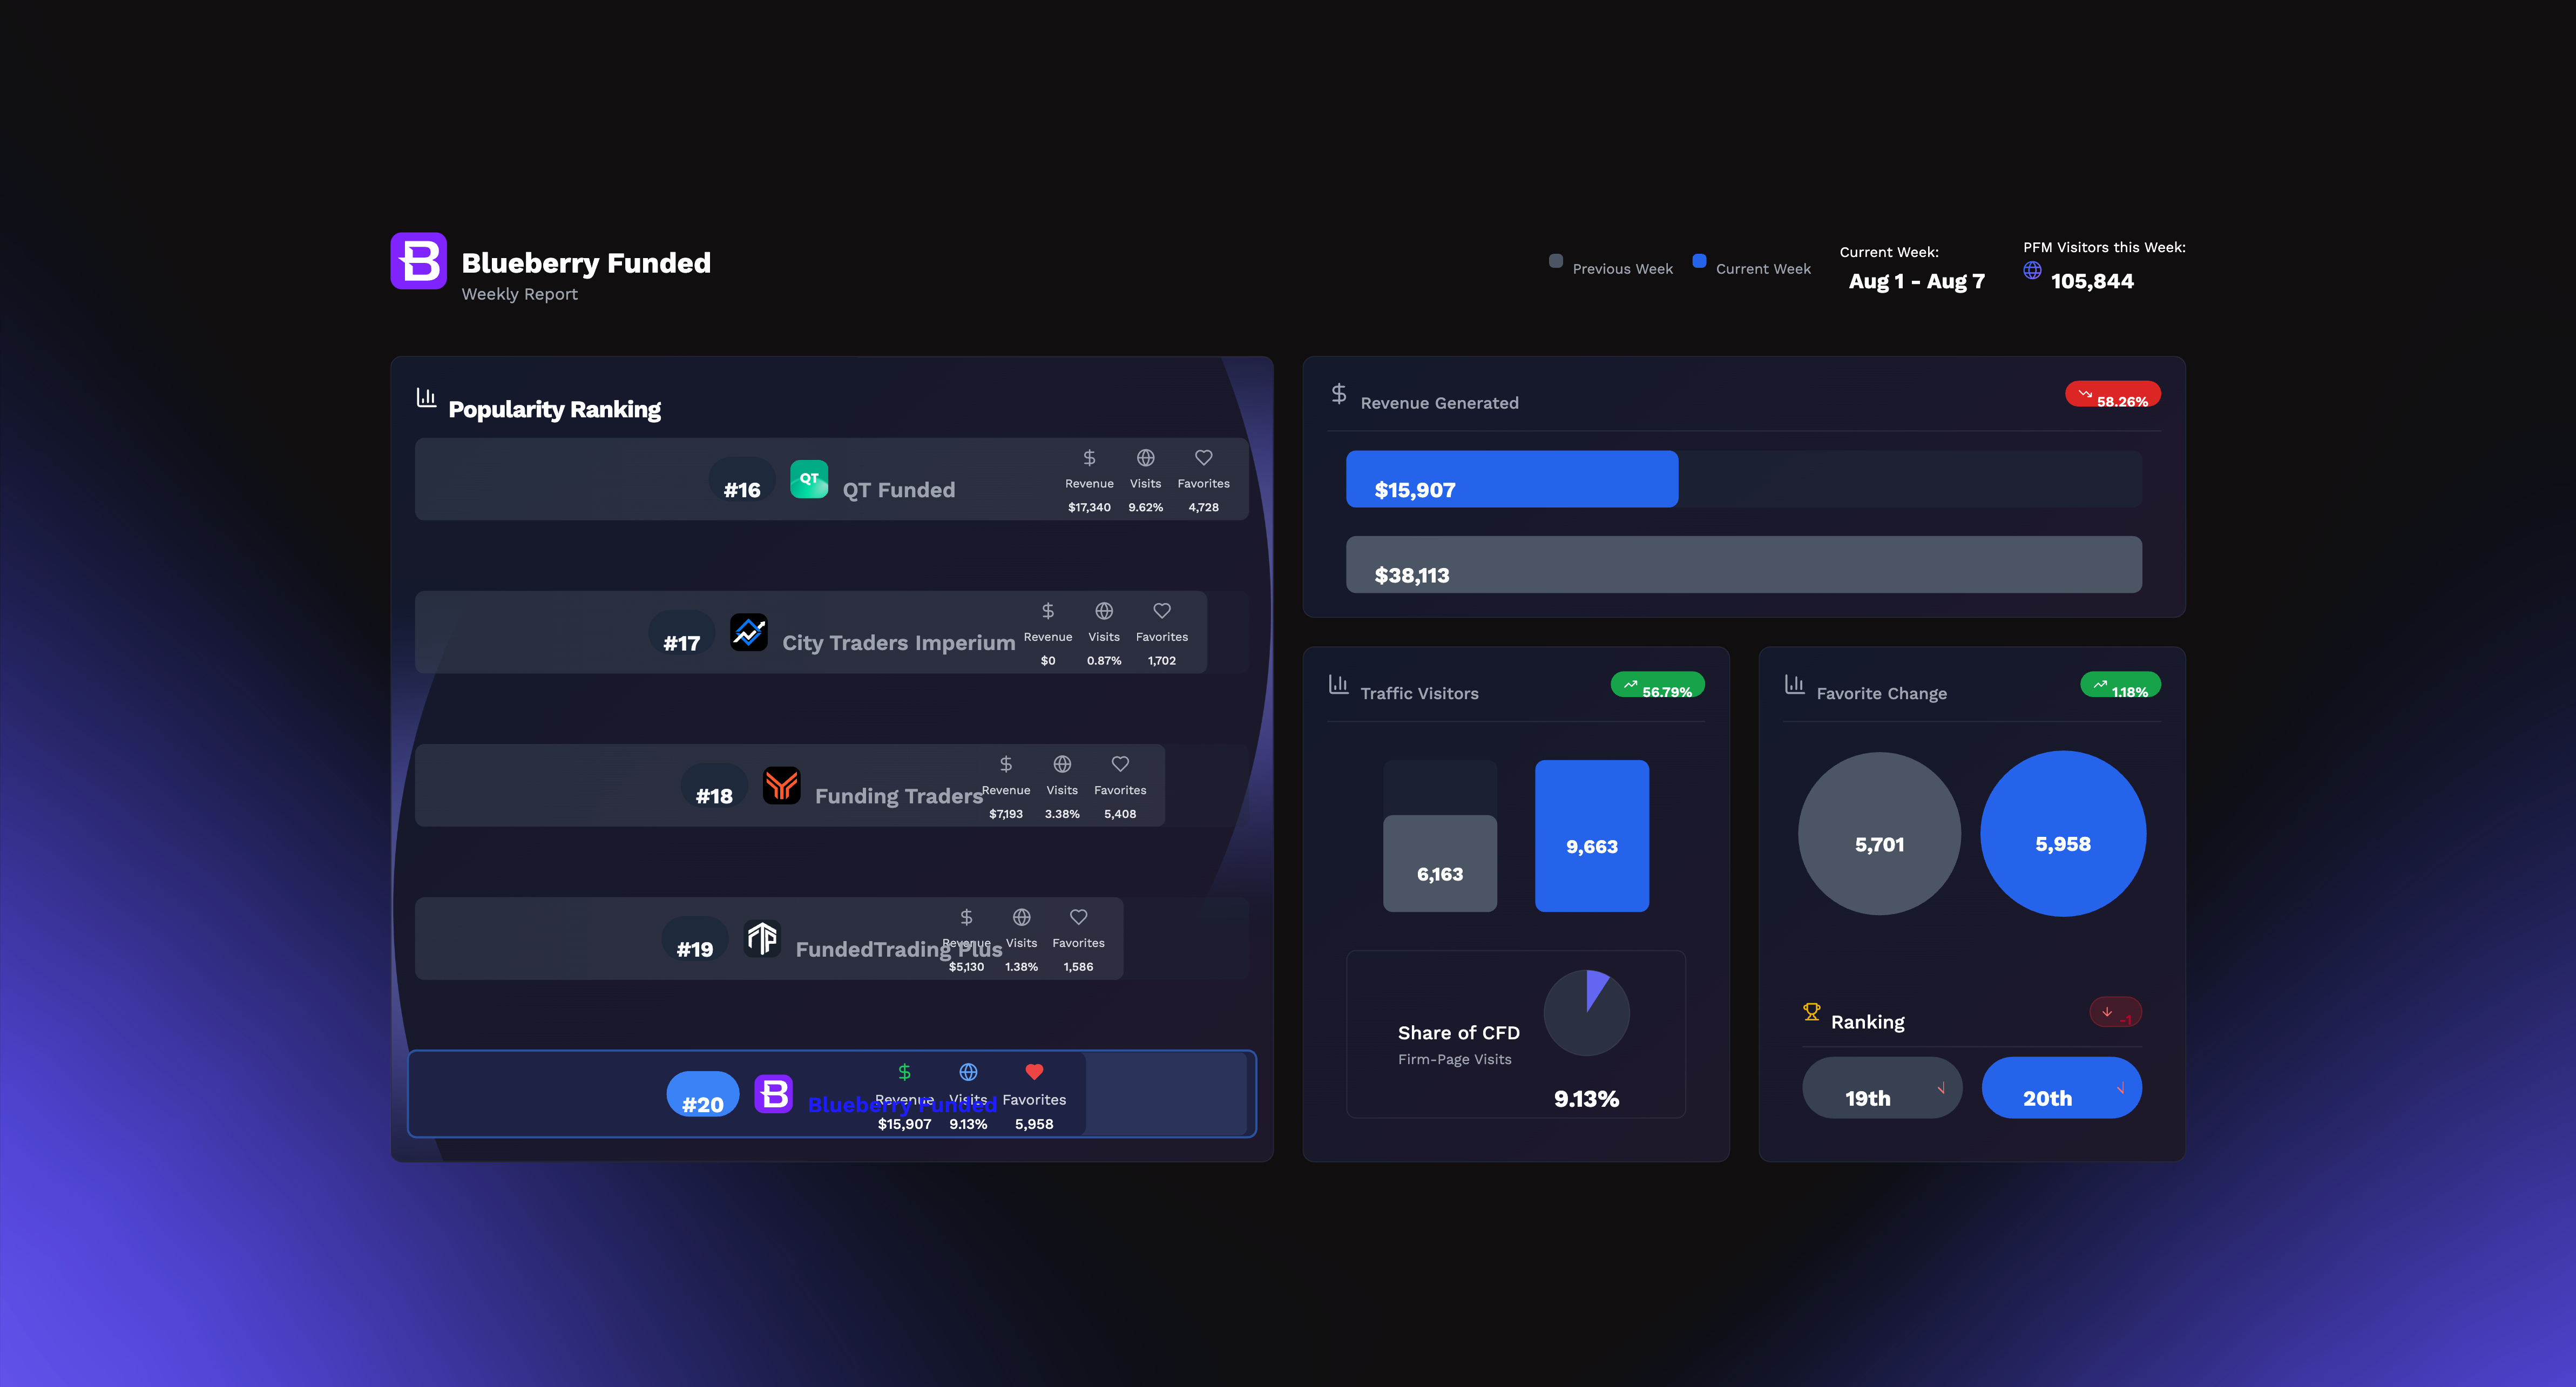 Blueberry Funded
Weekly Report
Previous Week
Current Week
Current Week:
Aug 1 - Aug 7
PFM Visitors this Week:
105,844
Popularity Ranking
#16
QT
QT Funded
Revenue Visits Favorites
$17,340 9.62% 4,728
#17
City Traders Imperium
Revenue Visits Favorites
$0 0.87% 1,702
#18
Funding Traders
Revenue Visits Favorites
$7,193 3.38% 5,408
#19
FundedTrading Plus
Revenue Visits Favorites
$5,130 1.38% 1,586
#20
B
Blueberry Funded
Revenue Visits Favorites
$15,907 9.13% 5,958
Revenue Generated
58.26%
$15,907
$38,113
Traffic Visitors
56.79%
6,163
9,663
Share of CFD
Firm-Page Visits
9.13%
Favorite Change
1.18%
5,701
5,958
Ranking
-1
19th
20th